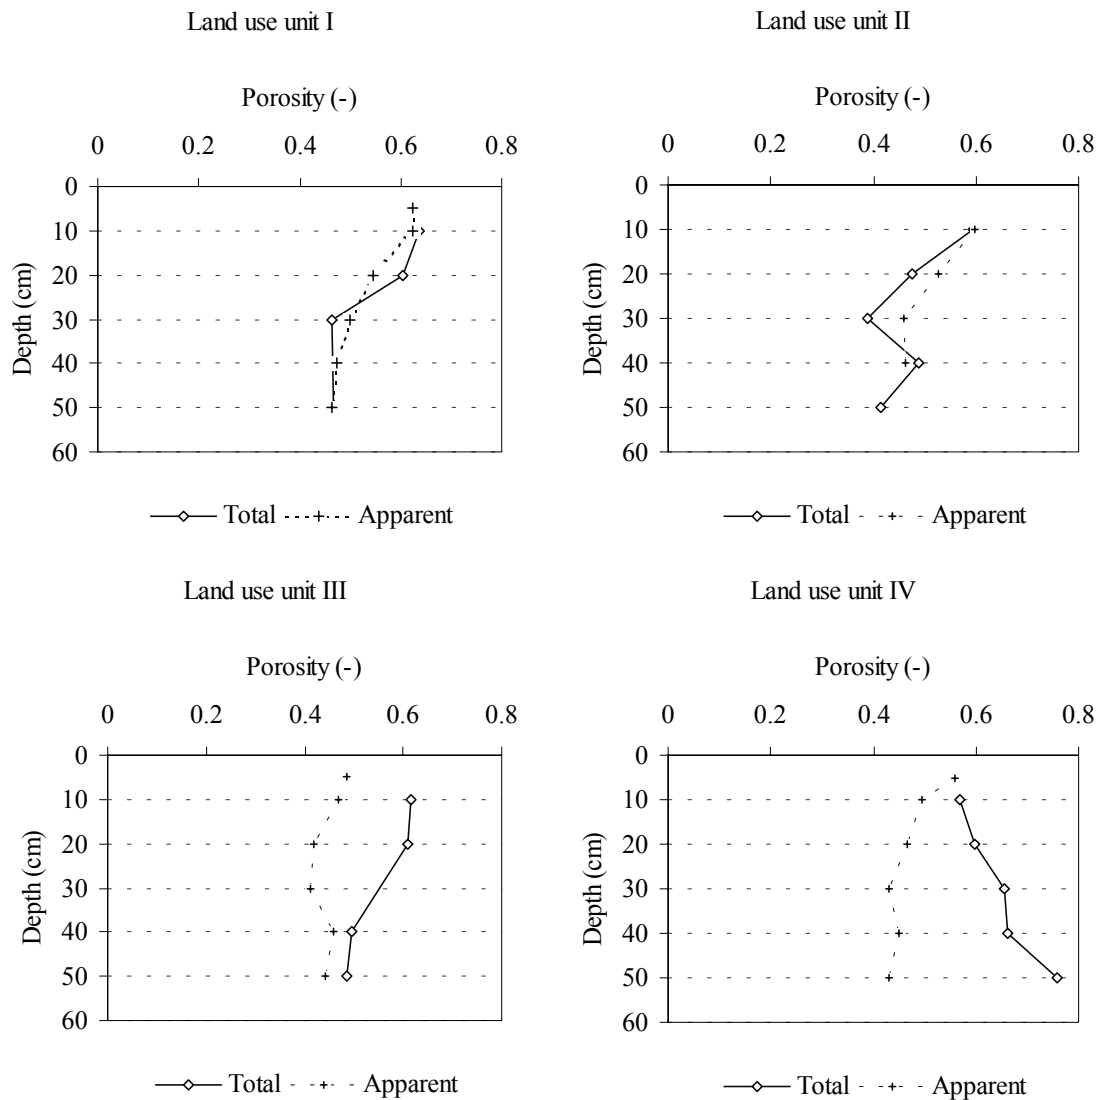 Land use unit I
Porosity (-)
0 0.2 0.4 0.6 0.8
0
10
20
30
40
50
60
Depth (cm)
Total Apparent
Land use unit II
Porosity (-)
0 0.2 0.4 0.6 0.8
0
10
20
30
40
50
60
Depth (cm)
Total Apparent
Land use unit III
Porosity (-)
0 0.2 0.4 0.6 0.8
0
10
20
30
40
50
60
Depth (cm)
Total Apparent
Land use unit IV
Porosity (-)
0 0.2 0.4 0.6 0.8
0
10
20
30
40
50
60
Depth (cm)
Total Apparent